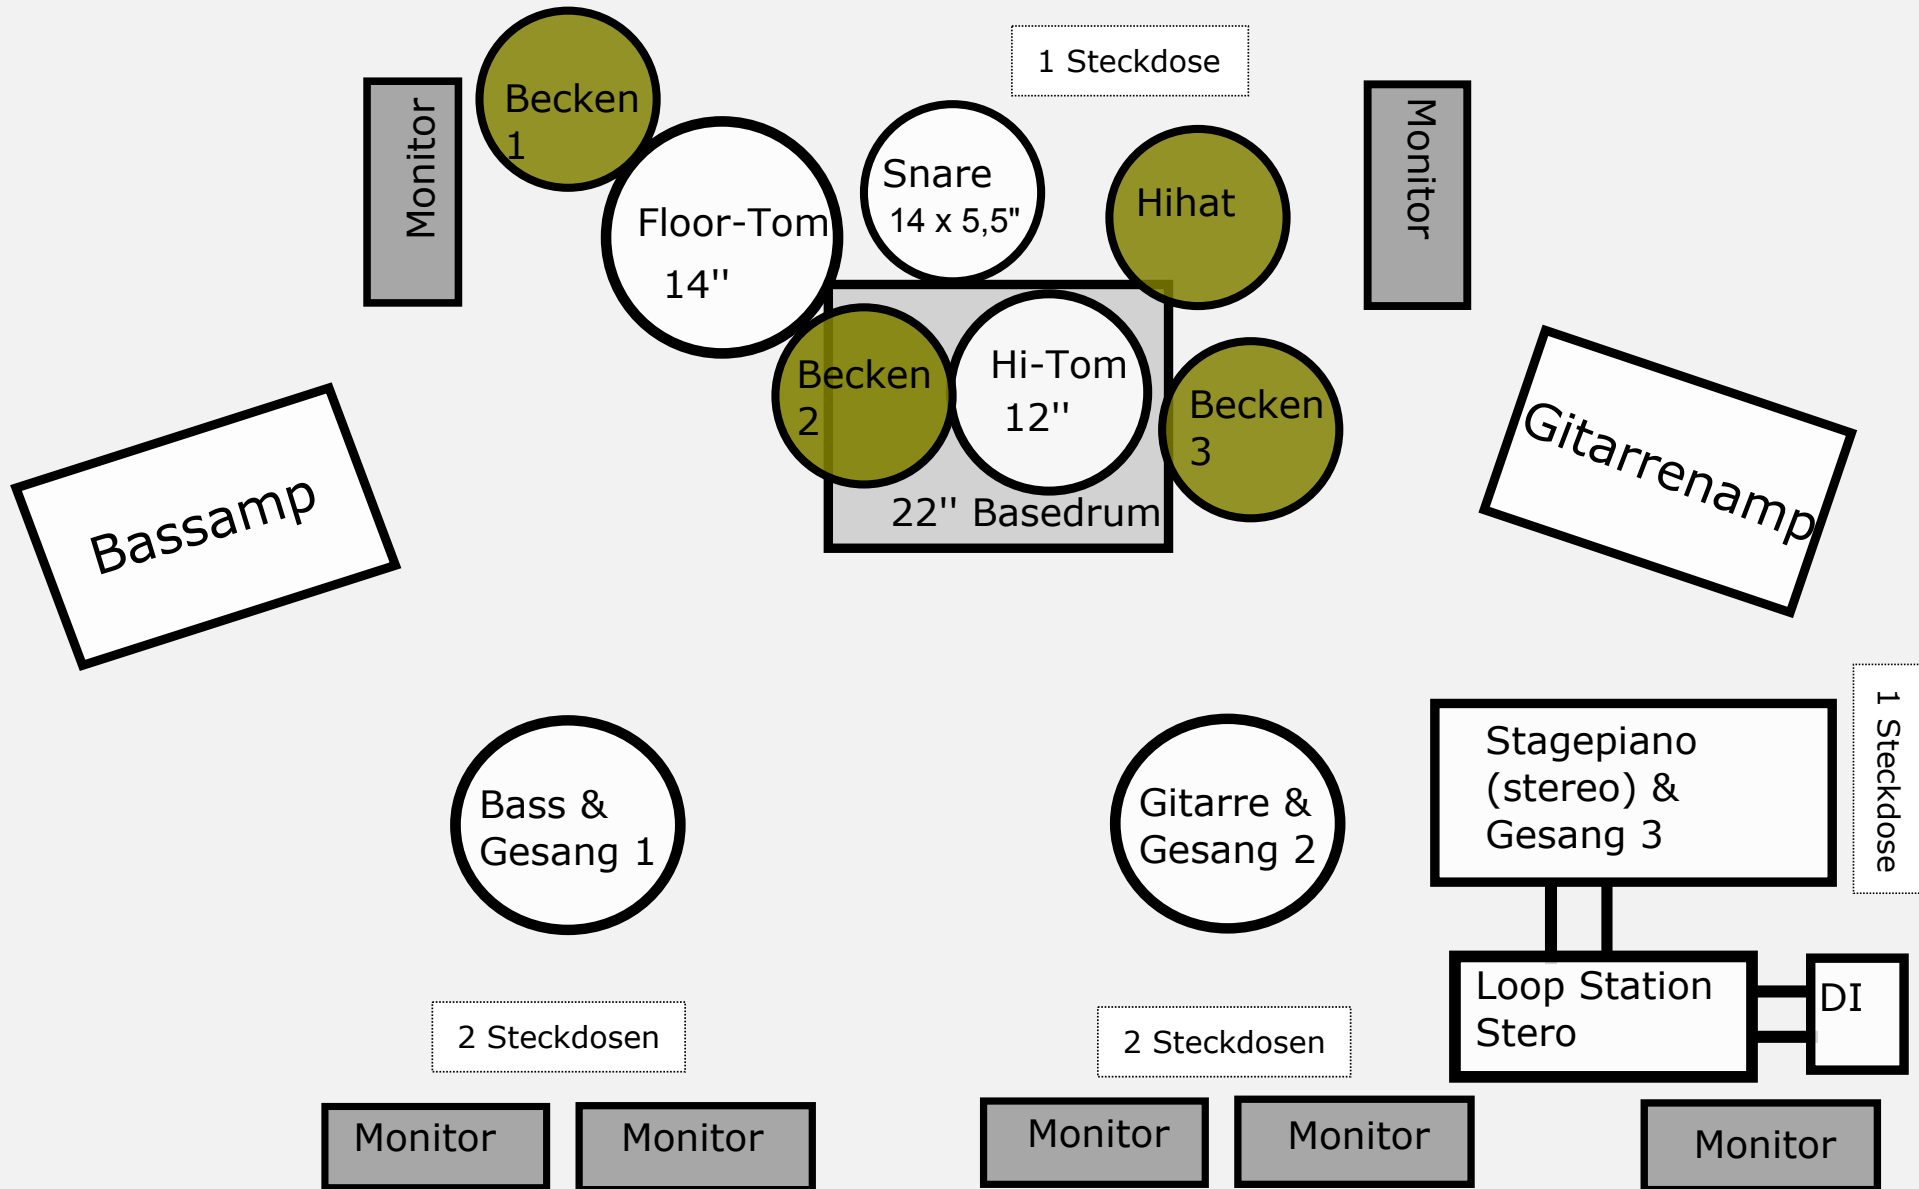 1 Steckdose
Becken
1
Monitor
Monitor
Snare
14 x 5,5"
Hihat
Floor-Tom
14''
Becken
2
Hi-Tom
12''
Becken
3
22'' Basedrum
Bassamp
Gitarrenamp
1 Steckdose
Stagepiano
(stereo) &
Gesang 3
Bass &
Gesang 1
Gitarre &
Gesang 2
Loop Station
Stero
DI
2 Steckdosen
2 Steckdosen
Monitor
Monitor
Monitor
Monitor
Monitor